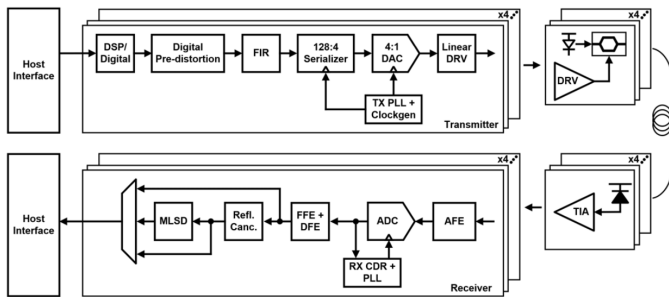 x4
x4
Host
Interface
DSP/
Digital
Digital
Pre-distortion
FIR
128:4
Serializer
4:1
DAC
Linear
DRV
TX PLL +
Clockgen
Transmitter
DRV
x4
x4
Host
Interface
MLSD
Refl.
Canc.
FFE +
DFE
ADC
AFE
RX CDR +
PLL
Receiver
TIA